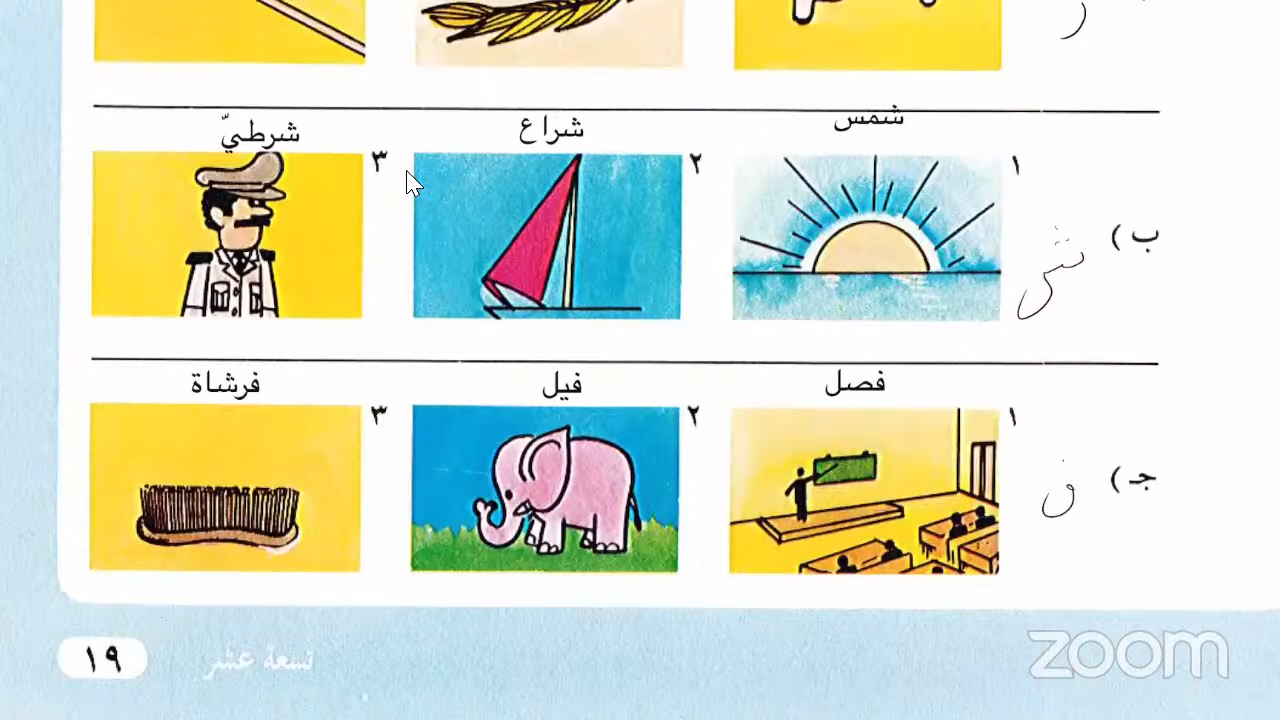 شمس
شراع
شرطيّ
١
٢
٣
ب)
ش
فصل
فيل
فرشاة
١
٢
٣
جـ)
ف
١٩
تسعة عشر
zoom